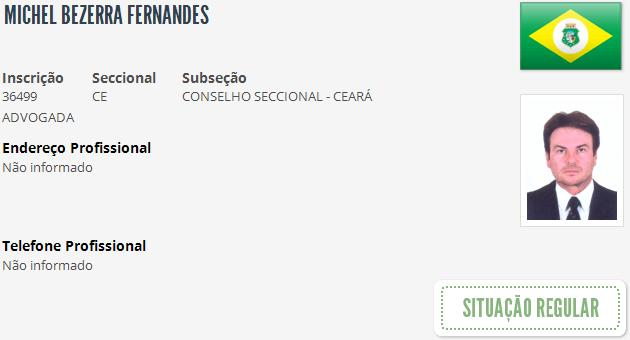 MICHEL BEZERRA FERNANDES
Inscrição Seccional Subseção
36499 CE CONSELHO SECCIONAL - CEARÁ
ADVOGADA
Endereço Profissional
Não informado
Telefone Profissional
Não informado
SITUAÇÃO REGULAR